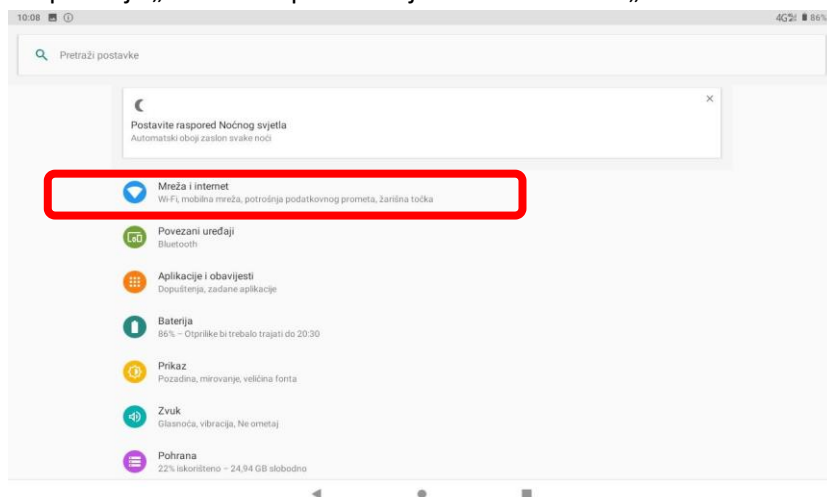 10:08 4G 86%
Pretraži postavke
Postavite raspored Noćnog svjetla
Automatski oboji zaslon svake noći
Mreža i internet
Wi-Fi, mobilna mreža, potrošnja podatkovnog prometa, žarišna točka
Povezani uređaji
Bluetooth
Aplikacije i obavijesti
Dopuštenja, zadane aplikacije
Baterija
86% – Otprilike bi trebalo trajati do 20:30
Prikaz
Pozadina, mirovanje, veličina fonta
Zvuk
Glasnoća, vibracija, Ne ometaj
Pohrana
22% iskorišteno – 24,94 GB slobodno